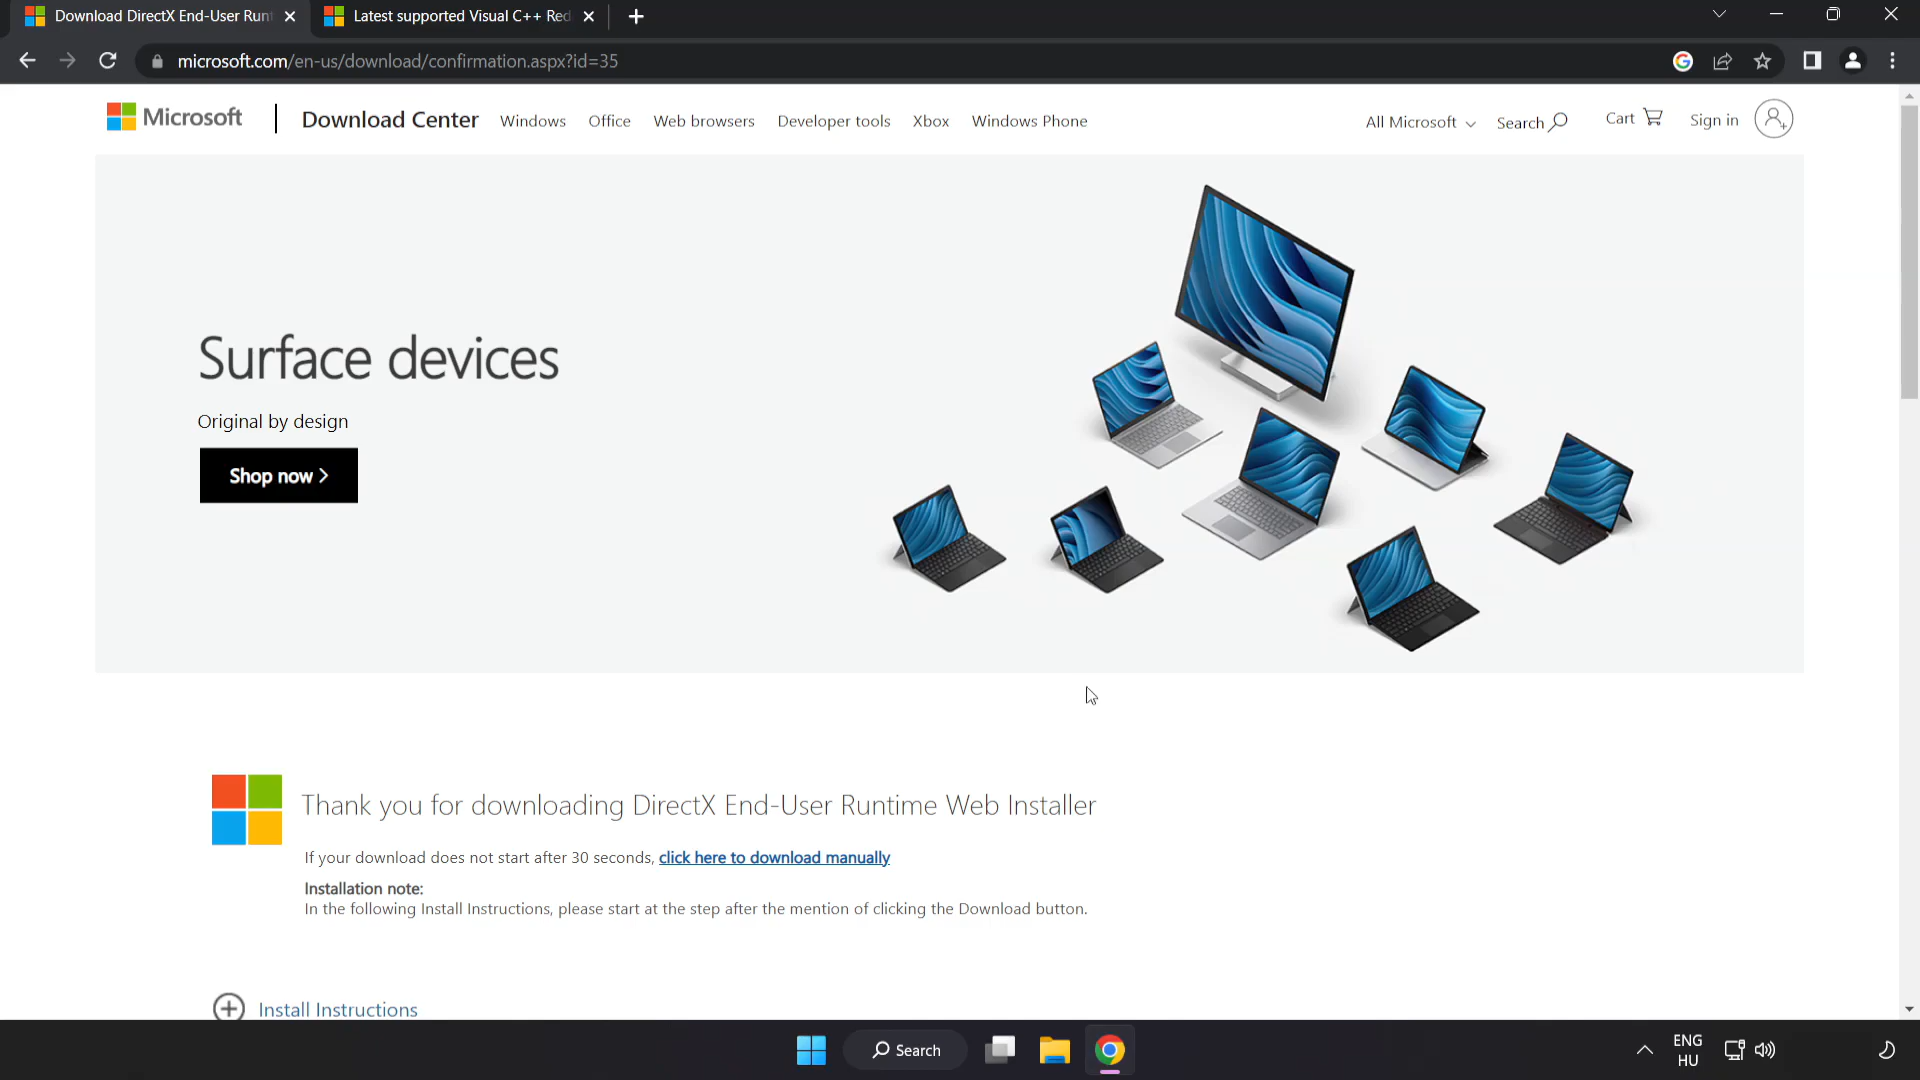 Download DirectX End-User Runt
Latest supported Visual C++ Red
microsoft.com/en-us/download/confirmation.aspx?id=35
Microsoft
Download Center
Windows
Office
Web browsers
Developer tools
Xbox
Windows Phone
All Microsoft
Search
Cart
Sign in
Surface devices
Original by design
Shop now
Thank you for downloading DirectX End-User Runtime Web Installer
If your download does not start after 30 seconds, click here to download manually
Installation note:
In the following Install Instructions, please start at the step after the mention of clicking the Download button.
Install Instructions
Search
ENG
HU